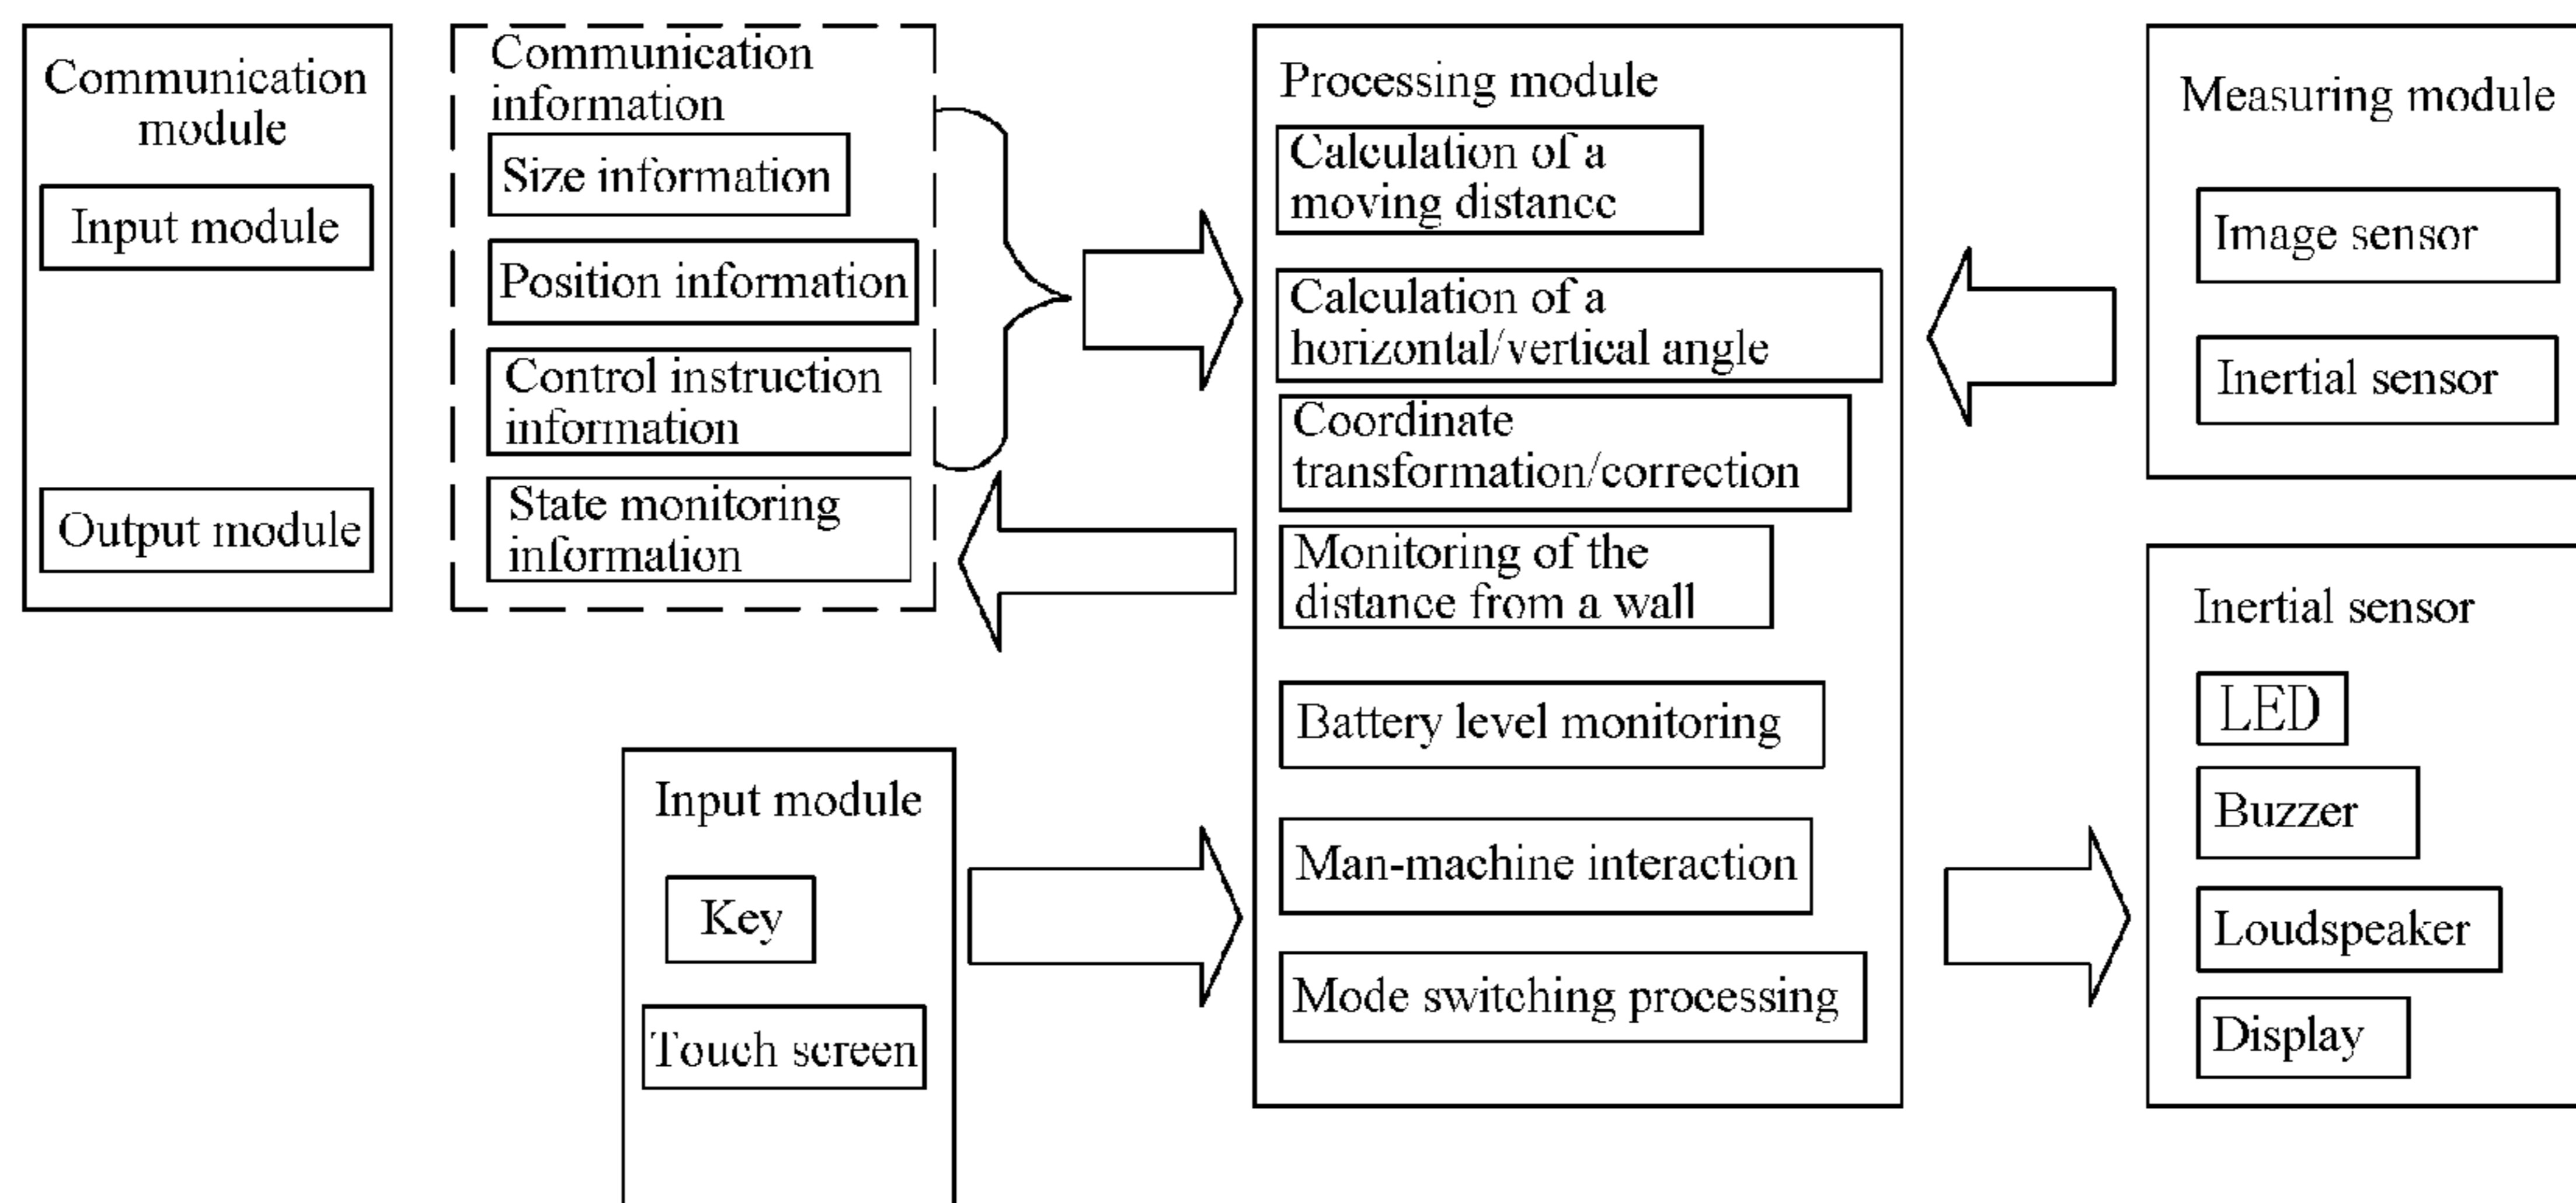 Communication
module
Input module
Output module
Communication
information
Size information
Position information
Control instruction
information
State monitoring
information
Input module
Key
Touch screen
Processing module
Calculation of a
moving distance
Calculation of a
horizontal/vertical angle
Coordinate
transformation/correction
Monitoring of the
distance from a wall
Battery level monitoring
Man-machine interaction
Mode switching processing
Measuring module
Image sensor
Inertial sensor
Inertial sensor
LED
Buzzer
Loudspeaker
Display